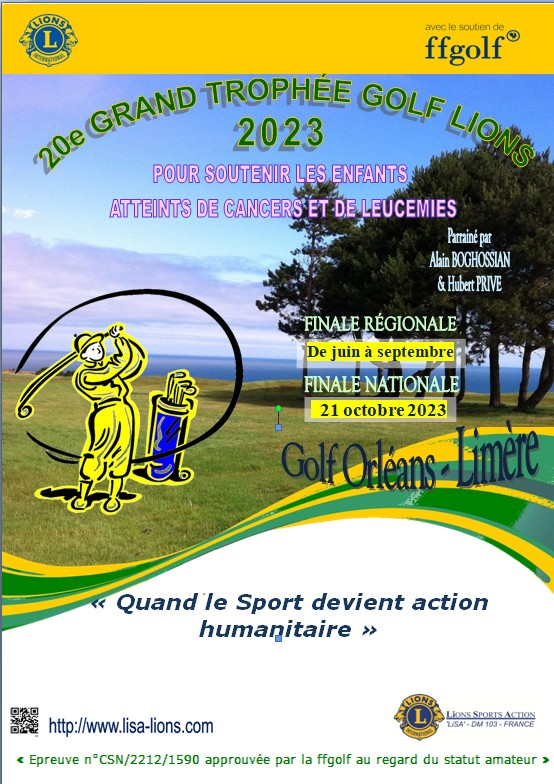 LIONS
L
INTERNATIONAL
avec le soutien de
ffgolf
20e GRAND TROPHÉE GOLF LIONS
2023
POUR SOUTENIR LES ENFANTS
ATTEINTS DE CANCERS ET DE LEUCEMIES
Parrainé par
Alain BOGHOSSIAN
& Hubert PRIVE
FINALE RÉGIONALE
De juin à septembre
FINALE NATIONALE
21 octobre 2023
Golf Orléans - Limère
« Quand le Sport devient action
humanitaire »
http://www.lisa-lions.com
LIONS
L
INTERNATIONAL
LIONS SPORTS ACTION
'LiSA' - DM 103 - FRANCE
« Epreuve n°CSN/2212/1590 approuvée par la ffgolf au regard du statut amateur »